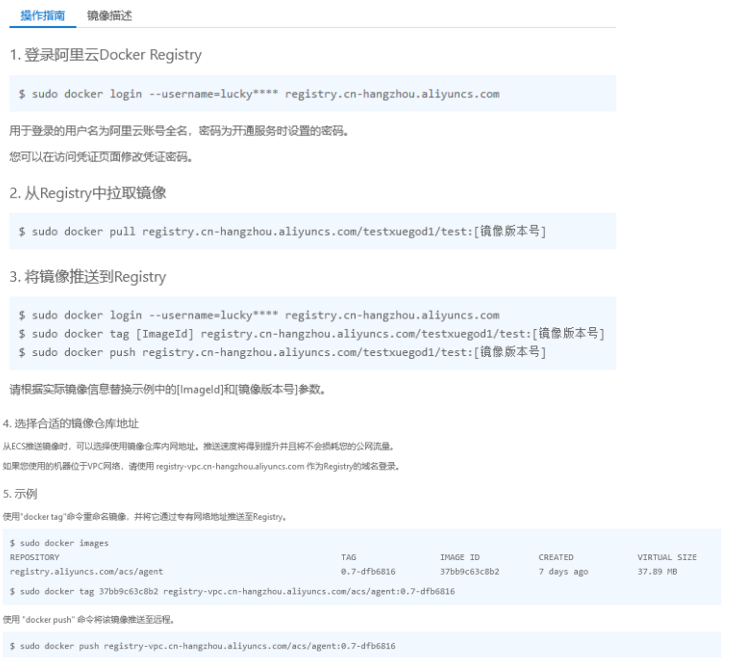 操作指南 镜像描述
1. 登录阿里云Docker Registry
$ sudo docker login --username=lucky**** registry.cn-hangzhou.aliyuncs.com
用于登录的用户名为阿里云账号全名，密码为开通服务时设置的密码。
您可以在访问凭证页面修改凭证密码。
2. 从Registry中拉取镜像
$ sudo docker pull registry.cn-hangzhou.aliyuncs.com/testxuegod1/test:[镜像版本号]
3. 将镜像推送到Registry
$ sudo docker login --username=lucky**** registry.cn-hangzhou.aliyuncs.com
$ sudo docker tag [ImageId] registry.cn-hangzhou.aliyuncs.com/testxuegod1/test:[镜像版本号]
$ sudo docker push registry.cn-hangzhou.aliyuncs.com/testxuegod1/test:[镜像版本号]
请根据实际镜像信息替换示例中的[ImageId]和[镜像版本号]参数。
4. 选择合适的镜像仓库地址
从ECS推送镜像时，可以选择使用镜像仓库内网地址。推送速度将得到提升并且将不会损耗您的公网流量。
如果您使用的机器位于VPC网络，请使用 registry-vpc.cn-hangzhou.aliyuncs.com 作为Registry的域名登录。
5. 示例
使用"docker tag"命令重命名镜像，并将它通过专有网络地址推送至Registry。
$ sudo docker images
REPOSITORY TAG IMAGE ID CREATED VIRTUAL SIZE
registry.aliyuncs.com/acs/agent 0.7-dfb6816 37bb9c63c8b2 7 days ago 37.89 MB
$ sudo docker tag 37bb9c63c8b2 registry-vpc.cn-hangzhou.aliyuncs.com/acs/agent:0.7-dfb6816
使用 "docker push" 命令将该镜像推送至远程。
$ sudo docker push registry-vpc.cn-hangzhou.aliyuncs.com/acs/agent:0.7-dfb6816